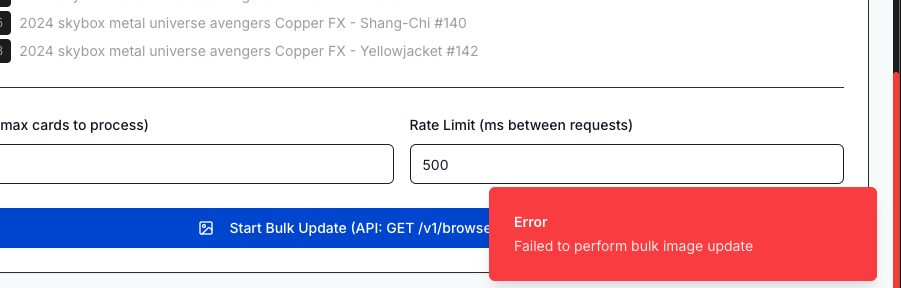 2024 skybox metal universe avengers Copper FX - Shang-Chi #140
2024 skybox metal universe avengers Copper FX - Yellowjacket #142
max cards to process)
Rate Limit (ms between requests)
500
Start Bulk Update (API: GET /v1/browse
Error
Failed to perform bulk image update